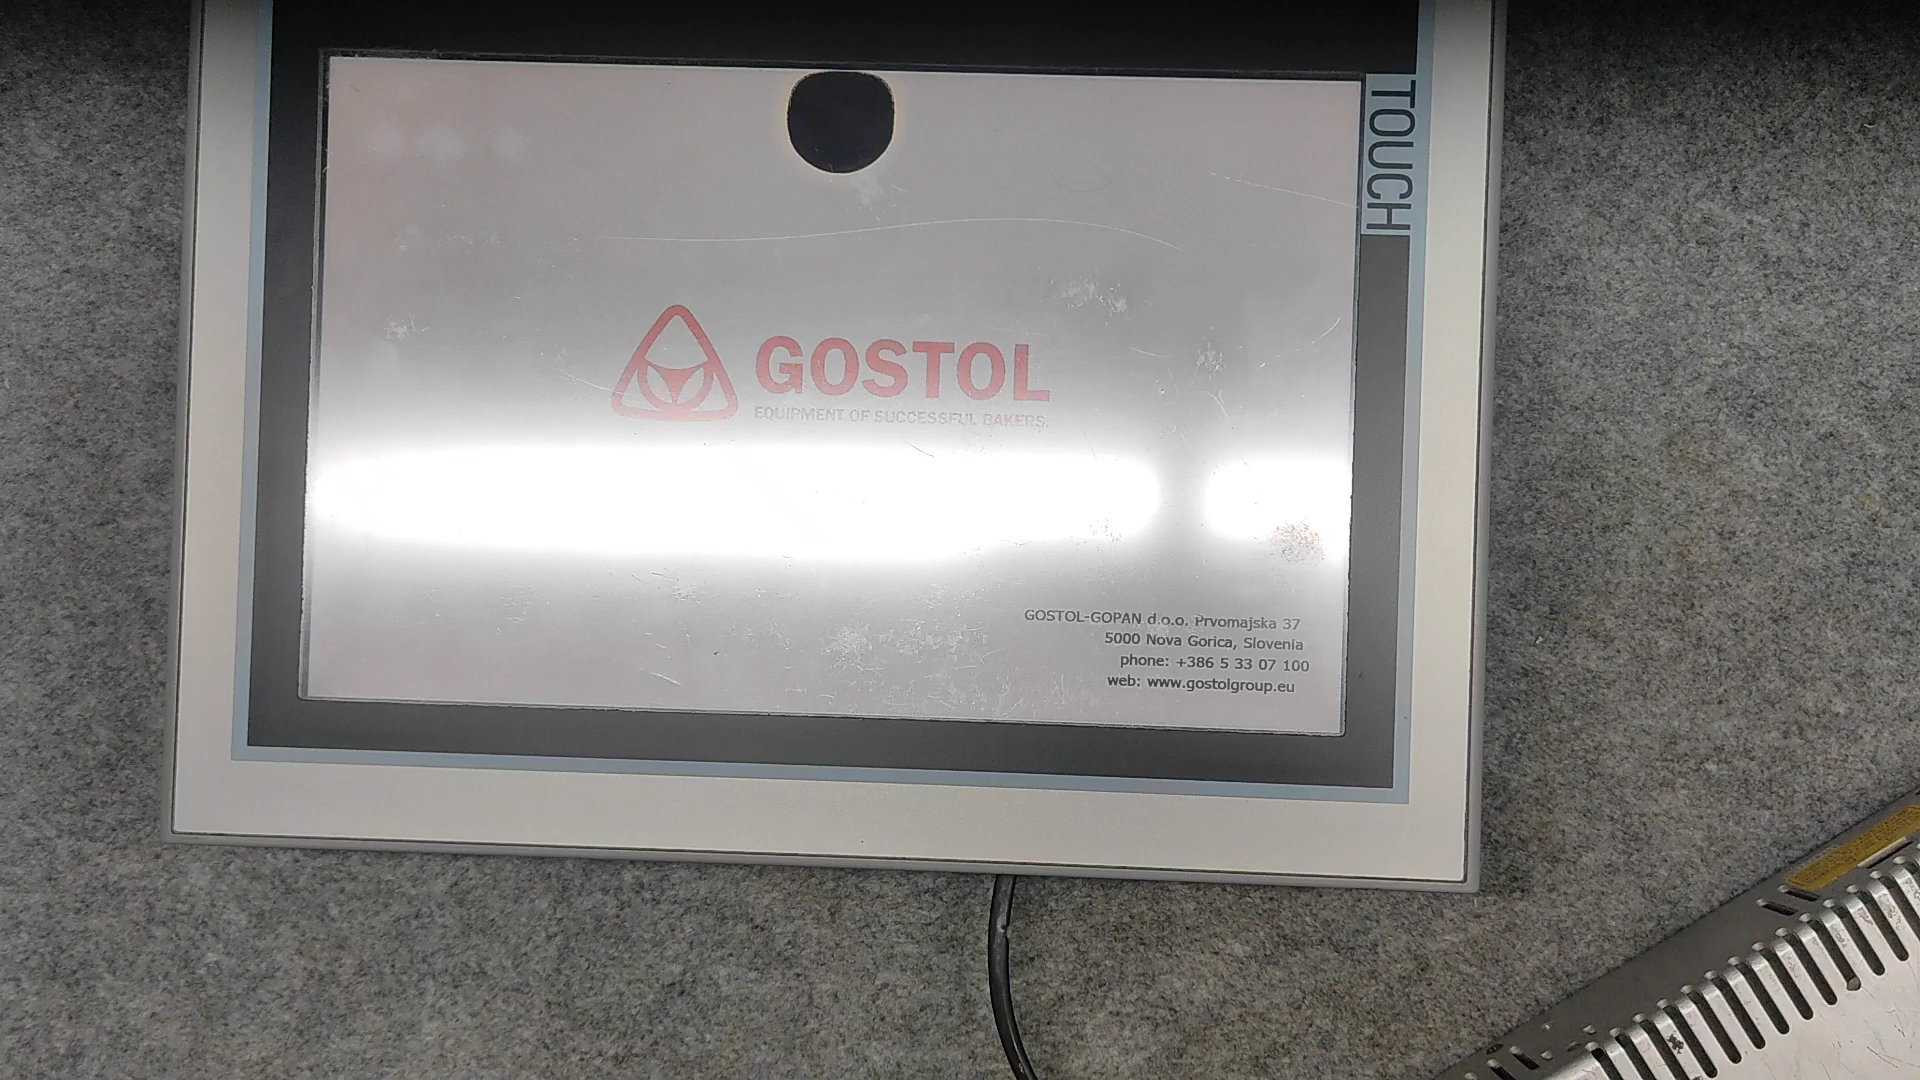 TOUCH
GOSTOL
EQUIPMENT OF SUCCESSFUL BAKERS.
GOSTOL-GOPAN d.o.o. Prvomajska 37
5000 Nova Gorica, Slovenia
phone: +386 5 33 07 100
web: www.gostolgroup.eu